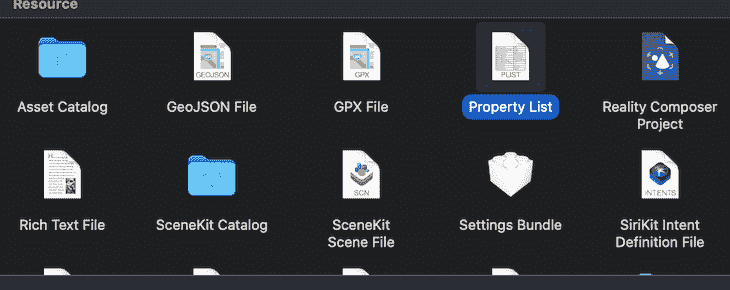 Resource
GEOJSON
GPX
PLIST
Asset Catalog
GeoJSON File
GPX File
Property List
Reality Composer
Project
SCN
INTENTS
Rich Text File
SceneKit Catalog
SceneKit
Scene File
Settings Bundle
SiriKit Intent
Definition File